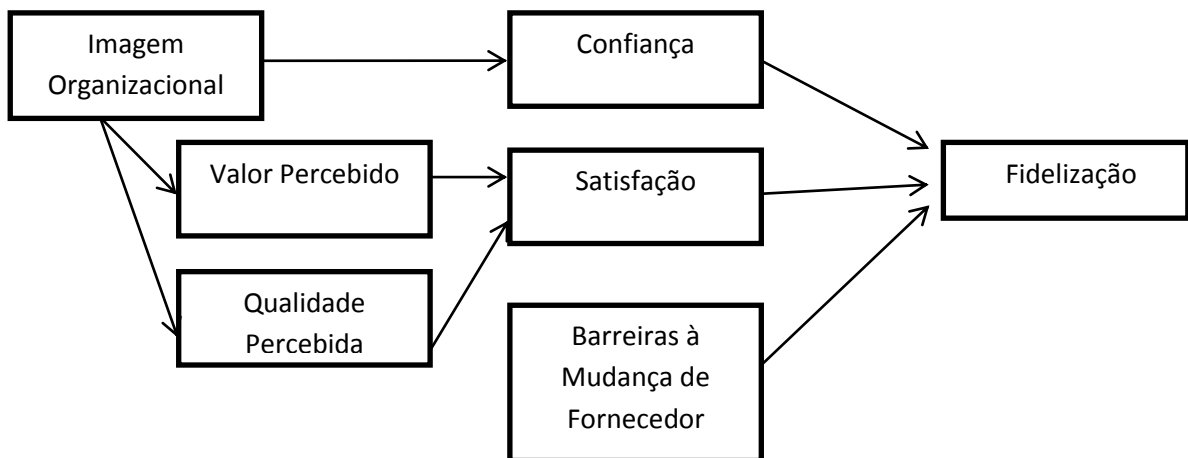 Imagem
Organizacional
Confiança
Valor Percebido
Satisfação
Fidelização
Qualidade
Percebida
Barreiras à
Mudança de
Fornecedor